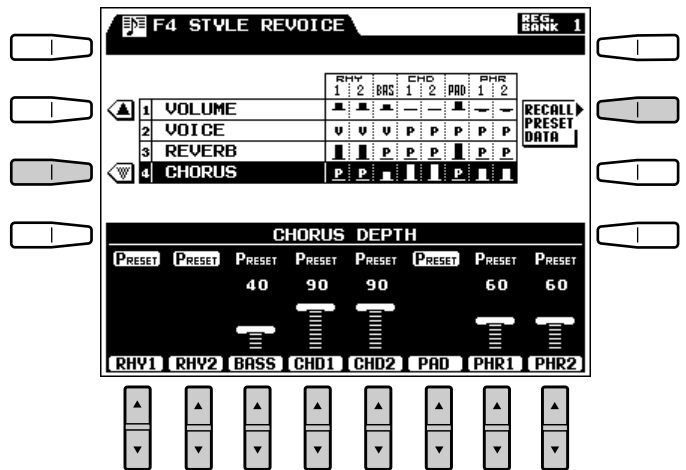 F4 STYLE REVOICE
REG. BANK 1
RHY CHD PHR
1 2 BAS 1 2 PAD 1 2
1 VOLUME
2 VOICE V V V P P P P P
3 REVERB P P P P P
4 CHORUS P P P
RECALL
PRESET
DATA
CHORUS DEPTH
PRESET PRESET PRESET PRESET PRESET PRESET PRESET PRESET
40 90 90 60 60
RHY1 RHY2 BASS CHD1 CHD2 PAD PHR1 PHR2